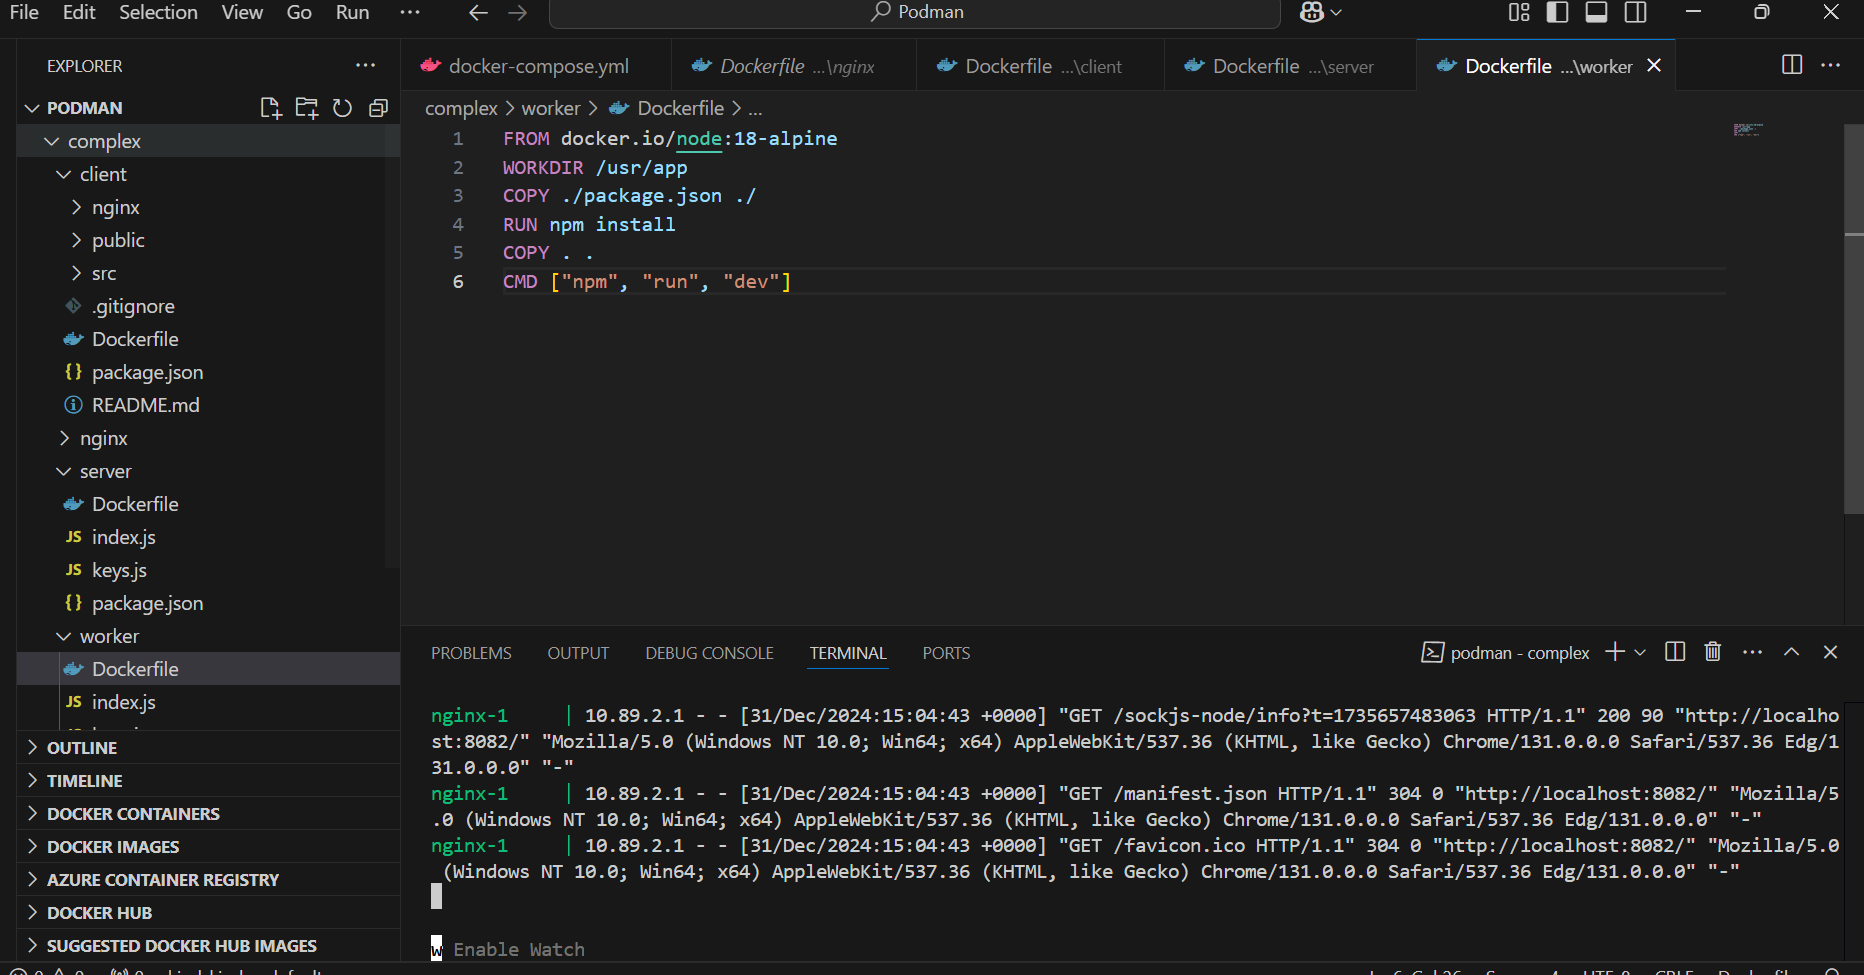 File Edit Selection View Go Run ··· Podman
EXPLORER ···
docker-compose.yml Dockerfile ...\nginx Dockerfile ...\client Dockerfile ...\server Dockerfile ...\worker
PODMAN
complex
client
nginx
public
src
.gitignore
Dockerfile
package.json
README.md
nginx
server
Dockerfile
index.js
keys.js
package.json
worker
Dockerfile
index.js
OUTLINE
TIMELINE
DOCKER CONTAINERS
DOCKER IMAGES
AZURE CONTAINER REGISTRY
DOCKER HUB
SUGGESTED DOCKER HUB IMAGES
complex > worker > Dockerfile > ...
1 FROM docker.io/node:18-alpine
2 WORKDIR /usr/app
3 COPY ./package.json ./
4 RUN npm install
5 COPY . .
6 CMD ["npm", "run", "dev"]
PROBLEMS OUTPUT DEBUG CONSOLE TERMINAL PORTS podman - complex
nginx-1 | 10.89.2.1 - - [31/Dec/2024:15:04:43 +0000] "GET /sockjs-node/info?t=1735657483063 HTTP/1.1" 200 90 "http://localho
st:8082/" "Mozilla/5.0 (Windows NT 10.0; Win64; x64) AppleWebKit/537.36 (KHTML, like Gecko) Chrome/131.0.0.0 Safari/537.36 Edg/1
31.0.0.0" "-"
nginx-1 | 10.89.2.1 - - [31/Dec/2024:15:04:43 +0000] "GET /manifest.json HTTP/1.1" 304 0 "http://localhost:8082/" "Mozilla/5
.0 (Windows NT 10.0; Win64; x64) AppleWebKit/537.36 (KHTML, like Gecko) Chrome/131.0.0.0 Safari/537.36 Edg/131.0.0.0" "-"
nginx-1 | 10.89.2.1 - - [31/Dec/2024:15:04:43 +0000] "GET /favicon.ico HTTP/1.1" 304 0 "http://localhost:8082/" "Mozilla/5.0
(Windows NT 10.0; Win64; x64) AppleWebKit/537.36 (KHTML, like Gecko) Chrome/131.0.0.0 Safari/537.36 Edg/131.0.0.0" "-"
w Enable Watch